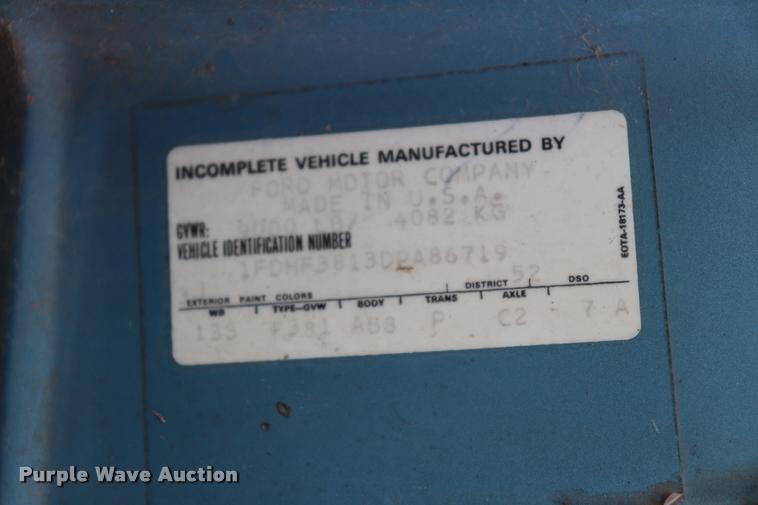 INCOMPLETE VEHICLE MANUFACTURED BY
FORD MOTOR COMPANY
MADE IN U.S.A.
GVWR: 9000 LB/ 4082 KG
VEHICLE IDENTIFICATION NUMBER
1FDHF3813DPA86719
52
EXTERIOR PAINT COLORS DISTRICT DSO
WB TYPE-GVW BODY TRANS AXLE
133 F381 AB8 P C2 7 A
EOTA-18173-AA
Purple Wave Auction